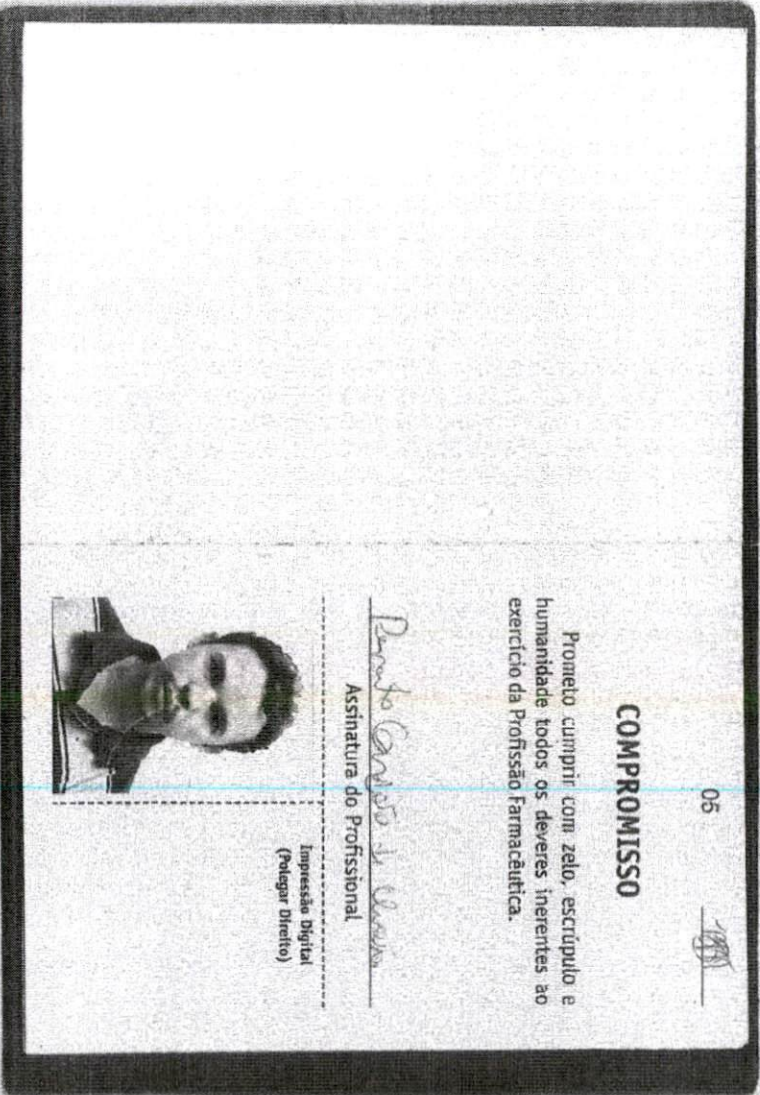 06
COMPROMISSO
Prometo cumprir com zelo, escrúpulo e
humanidade todos os deveres inerentes ao
exercício da Profissão Farmacêutica.
Assinatura do Profissional
Impressão Digital
(Polegar Direito)